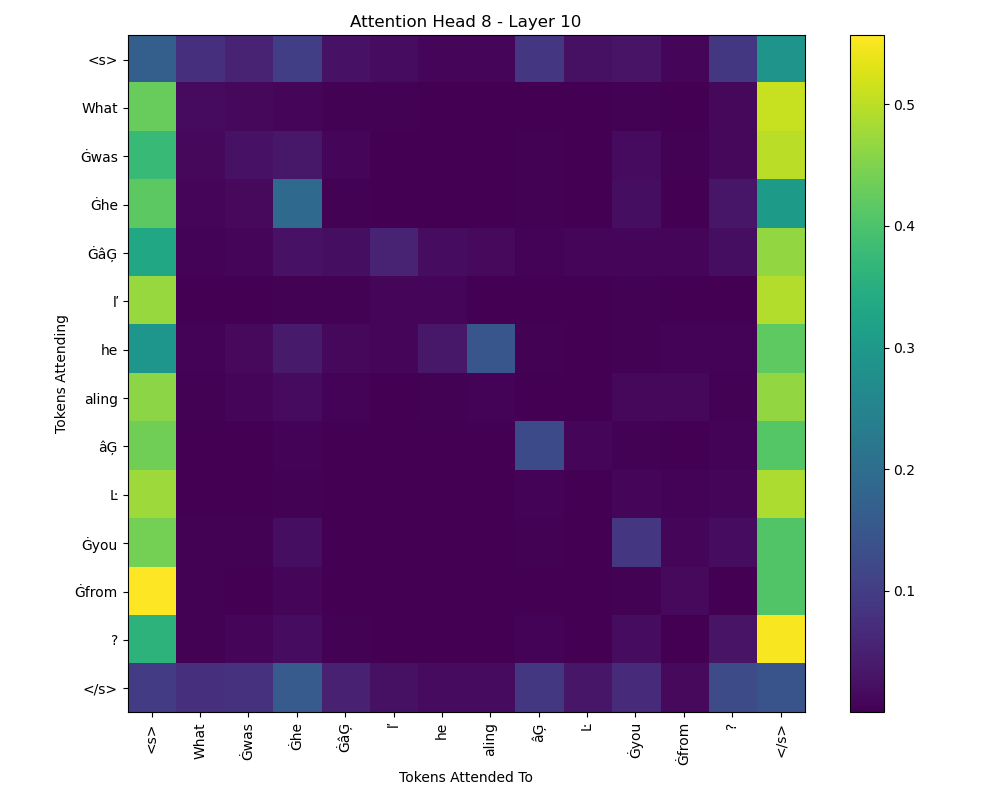 Attention Head 8 - Layer 10
Tokens Attending
<s>
What
Ġwas
Ġhe
ĠâĢ
ľ
he
aling
âĢ
Ŀ
Ġyou
Ġfrom
?
</s>
<s>
What
Ġwas
Ġhe
ĠâĢ
ľ
he
aling
âĢ
Ŀ
Ġyou
Ġfrom
?
</s>
Tokens Attended To
0.5
0.4
0.3
0.2
0.1